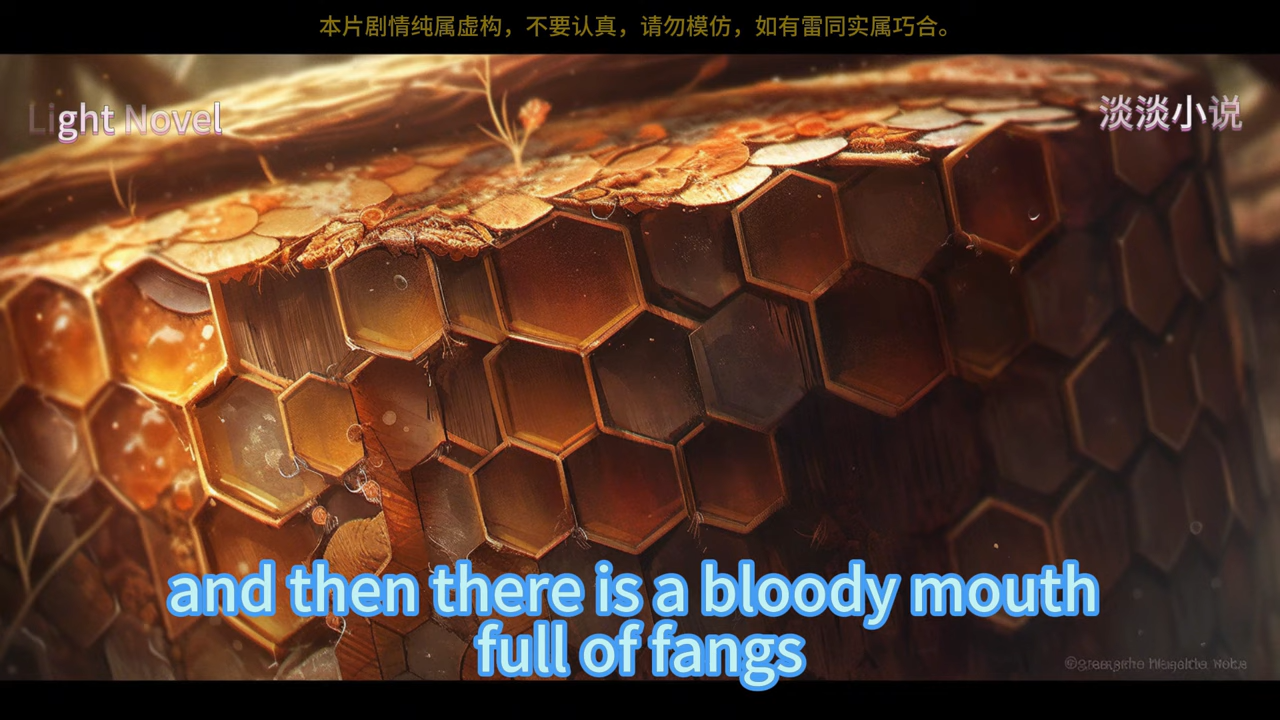 本片剧情纯属虚构，不要认真，请勿模仿，如有雷同实属巧合。
Light Novel
淡淡小说
and then there is a bloody mouth
full of fangs